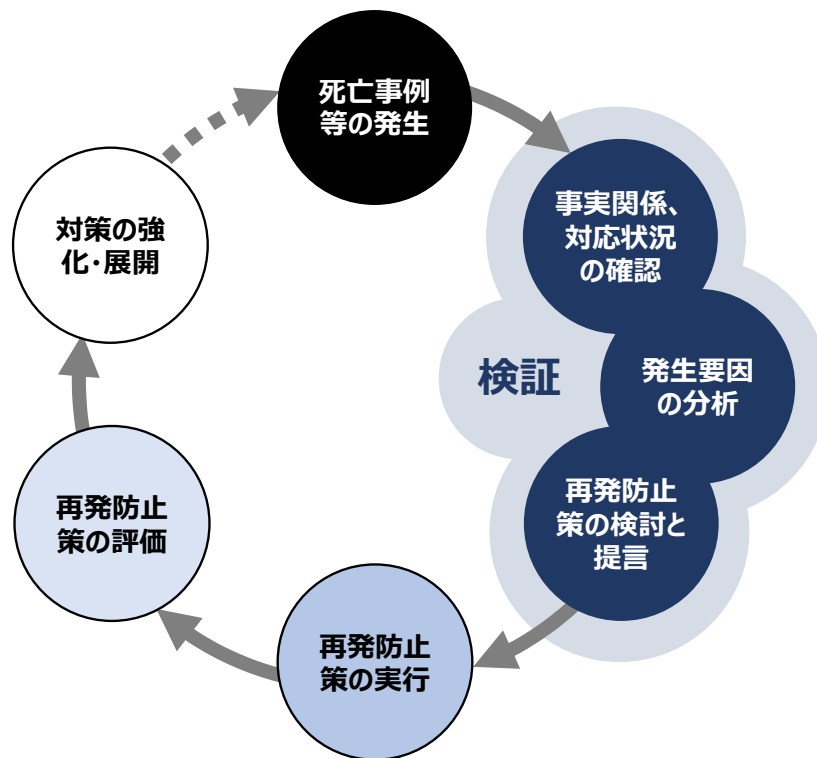 死亡事例
等の発生
事実関係、
対応状況
の確認
検証
発生要因
の分析
再発防止
策の検討と
提言
再発防止
策の実行
再発防止
策の評価
対策の強
化・展開